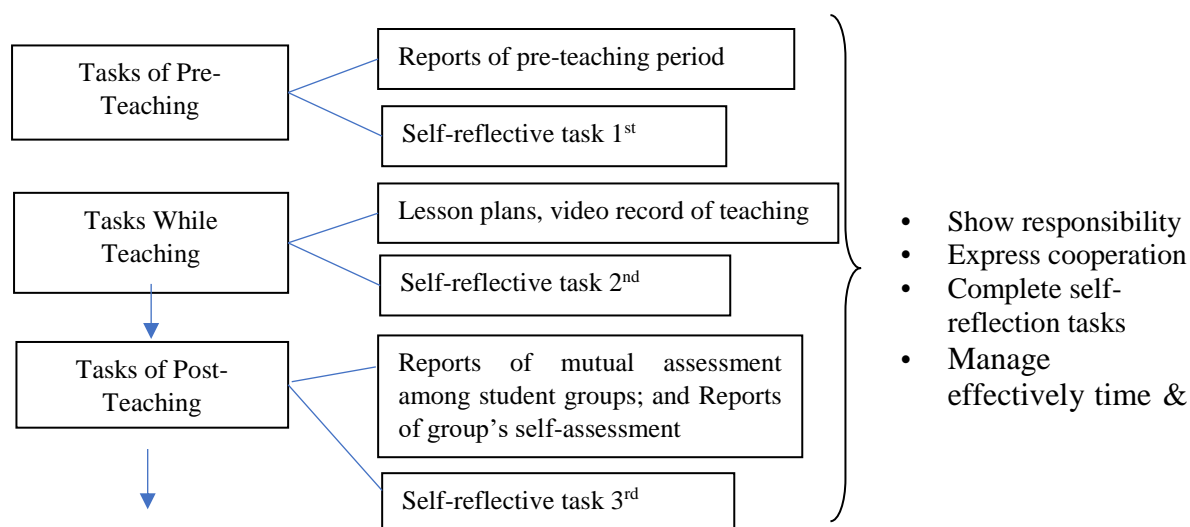 Tasks of Pre-
Teaching
Reports of pre-teaching period
Self-reflective task 1st
Tasks While
Teaching
Lesson plans, video record of teaching
Self-reflective task 2nd
Tasks of Post-
Teaching
Reports of mutual assessment
among student groups; and Reports
of group’s self-assessment
Self-reflective task 3rd
• Show responsibility
• Express cooperation
• Complete self-
reflection tasks
• Manage
effectively time &